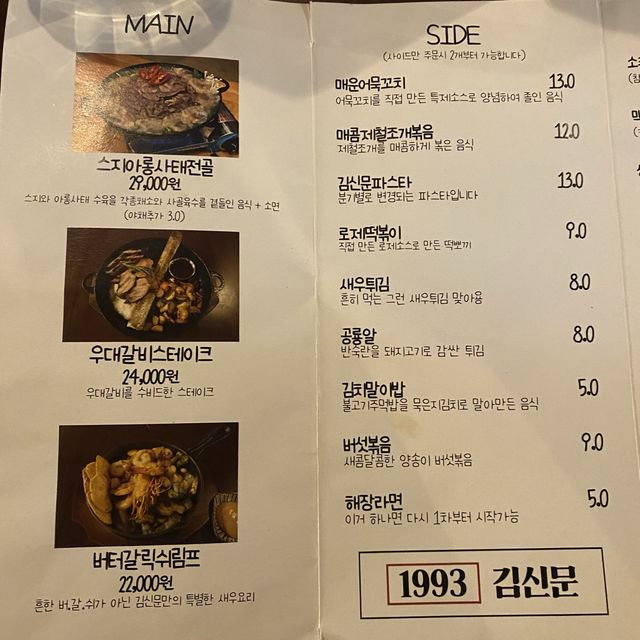 MAIN
스지아롱사태전골
29,000원
스지와 아롱사태 수육을 각종채소와 사골육수를 곁들인 음식 + 소면
(야채추가 3.0)
우대갈비스테이크
24,000원
우대갈비를 수비드한 스테이크
버터갈릭쉬림프
22,000원
흔한 버.갈.쉬가 아닌 김신문만의 특별한 새우요리
SIDE
(사이드만 주문시 2개부터 가능합니다)
매운어묵꼬치 13.0
어묵꼬치를 직접 만든 특제소스로 양념하여 졸인 음식
매콤제철조개볶음 12.0
제철조개를 매콤하게 볶은 음식
김신문파스타 13.0
분기별로 변경되는 파스타입니다
로제떡볶이 9.0
직접 만든 로제소스로 만든 떡뽀끼
새우튀김 8.0
흔히 먹는 그런 새우튀김 맞아용
공룡알 8.0
반숙란을 돼지고기로 감싼 튀김
김치말이밥 5.0
불고기주먹밥을 묵은지김치로 말아만든 음식
버섯볶음 9.0
새콤달콤한 양송이 버섯볶음
해장라면 5.0
이거 하나면 다시 1차부터 시작가능
1993 김신문